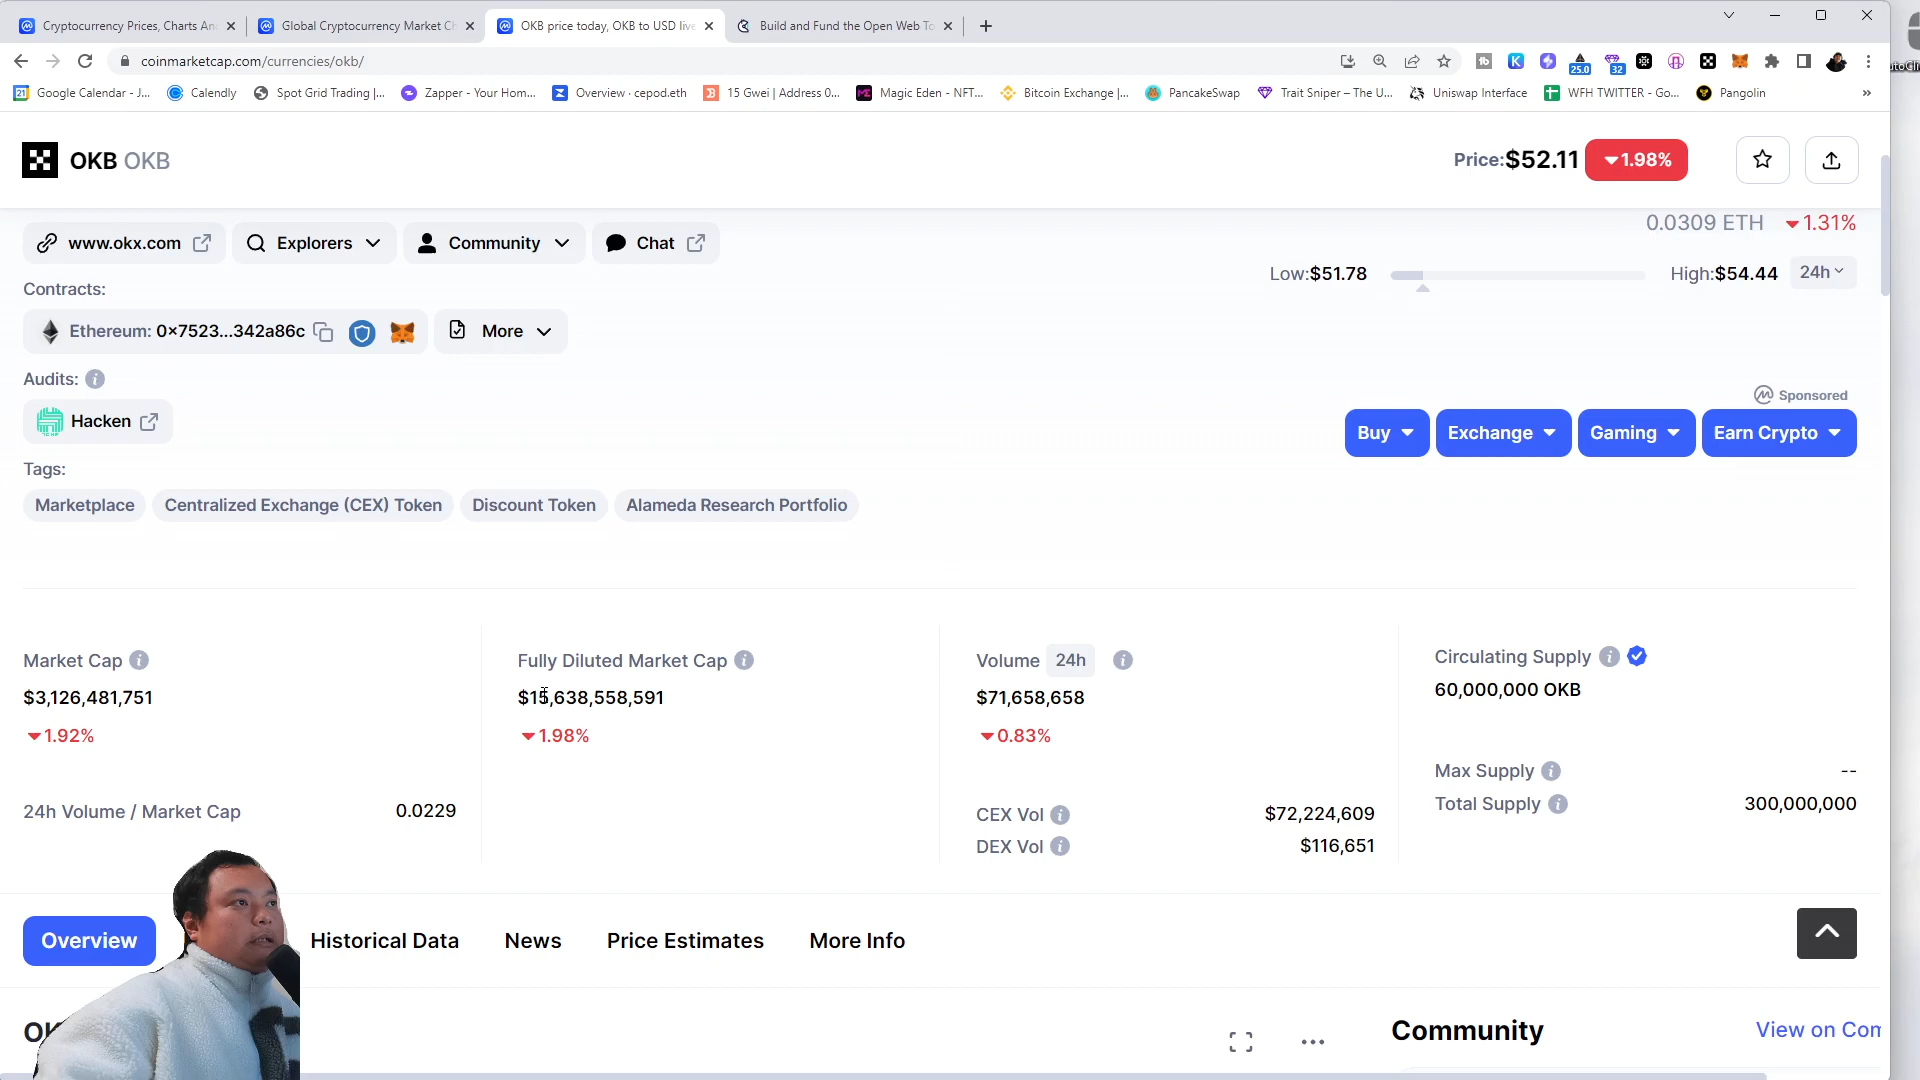 Cryptocurrency Prices, Charts An
Global Cryptocurrency Market C
OKB price today, OKB to USD live
Build and Fund the Open Web To
coinmarketcap.com/currencies/okb/
25.0
32
Google Calendar - J...
Calendly
Spot Grid Trading |...
Zapper - Your Hom...
Overview · cepod.eth
15 Gwei | Address 0...
Magic Eden - NFT...
Bitcoin Exchange |...
PancakeSwap
Trait Sniper – The U...
Uniswap Interface
WFH TWITTER - Go...
Pangolin
»
OKB OKB
Price:$52.11
1.98%
0.0309 ETH 1.31%
www.okx.com
Explorers
Community
Chat
Low:$51.78
High:$54.44
24h
Contracts:
Ethereum: 0x7523...342a86c
More
Audits:
Sponsored
Hacken
Buy
Exchange
Gaming
Earn Crypto
Tags:
Marketplace
Centralized Exchange (CEX) Token
Discount Token
Alameda Research Portfolio
Market Cap
$3,126,481,751
1.92%
24h Volume / Market Cap 0.0229
Fully Diluted Market Cap
$15,638,558,591
1.98%
Volume 24h
$71,658,658
0.83%
CEX Vol $72,224,609
DEX Vol $116,651
Circulating Supply
60,000,000 OKB
Max Supply --
Total Supply 300,000,000
Overview
Historical Data
News
Price Estimates
More Info
OK
Community
View on Com